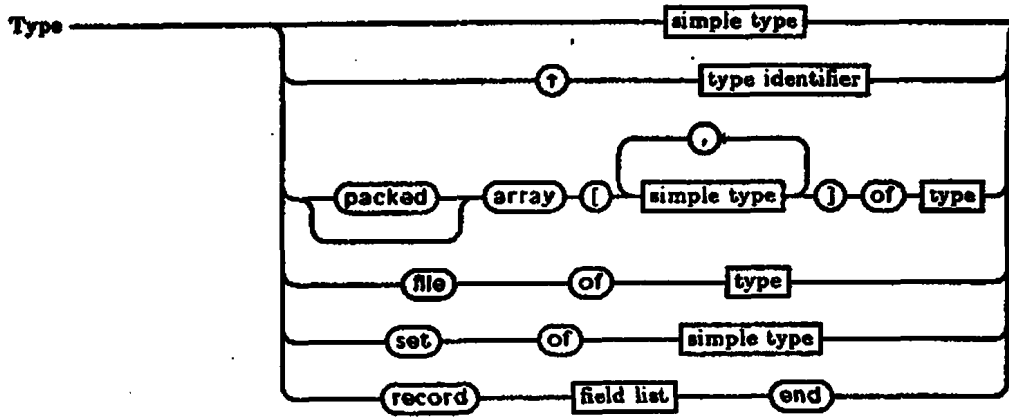 Type simple type
↑ type identifier
,
packed array [ simple type ] of type
file of type
set of simple type
record field list end